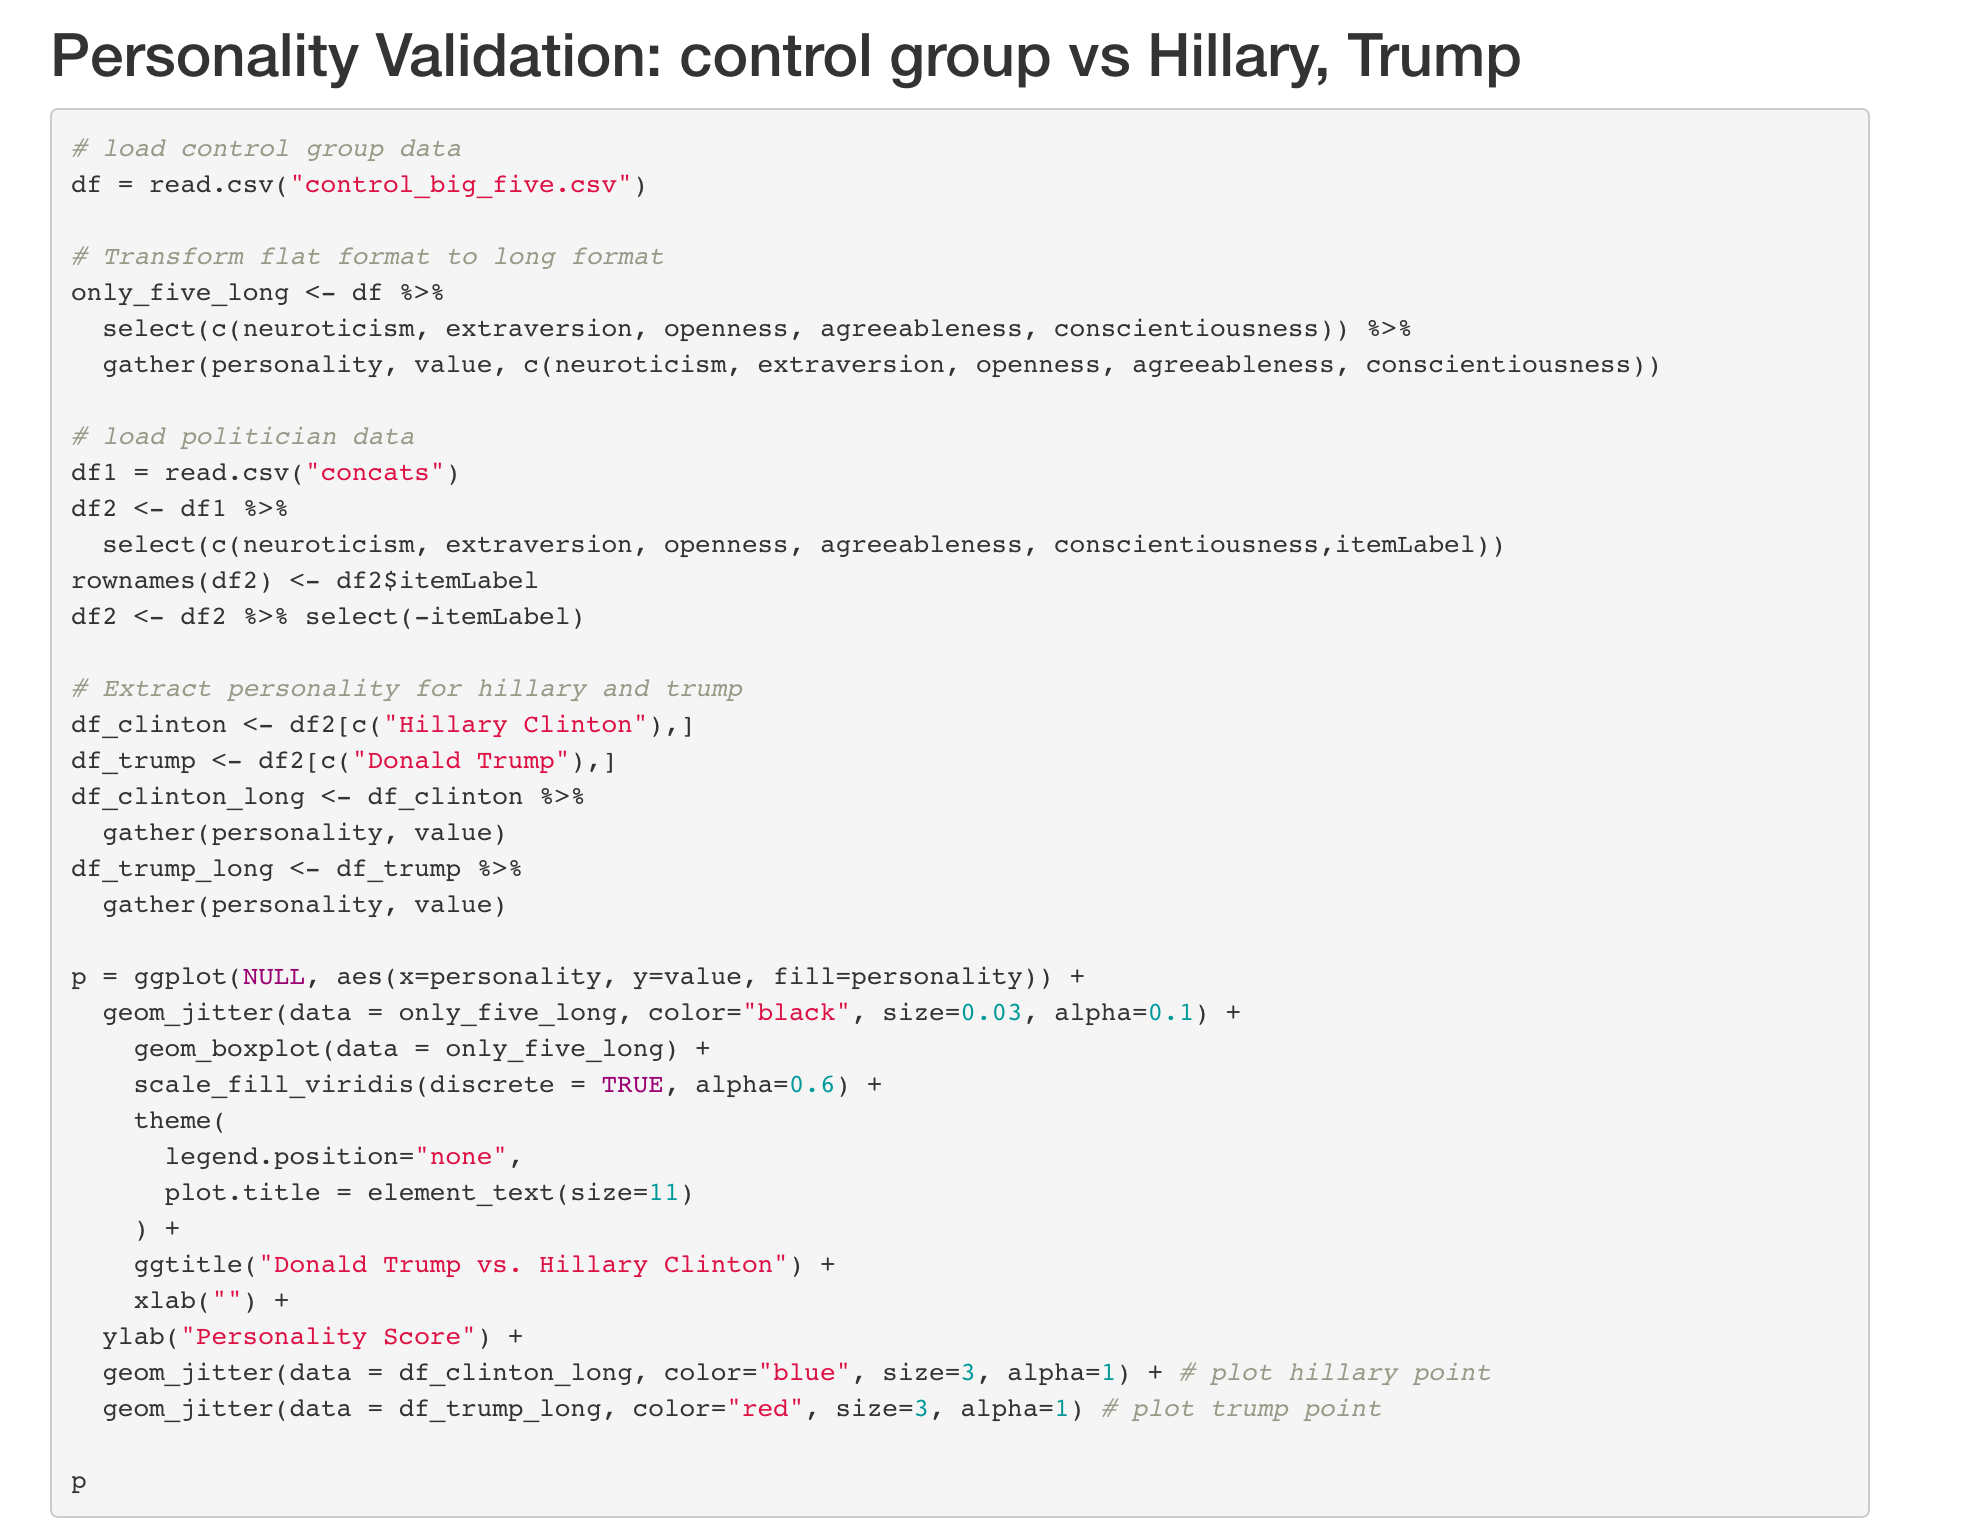 Personality Validation: control group vs Hillary, Trump
# load control group data
df = read.csv("control_big_five.csv")
# Transform flat format to long format
only_five_long <- df %>%
  select(c(neuroticism, extraversion, openness, agreeableness, conscientiousness)) %>%
  gather(personality, value, c(neuroticism, extraversion, openness, agreeableness, conscientiousness))
# load politician data
df1 = read.csv("concats")
df2 <- df1 %>%
  select(c(neuroticism, extraversion, openness, agreeableness, conscientiousness,itemLabel))
rownames(df2) <- df2$itemLabel
df2 <- df2 %>% select(-itemLabel)
# Extract personality for hillary and trump
df_clinton <- df2[c("Hillary Clinton"),]
df_trump <- df2[c("Donald Trump"),]
df_clinton_long <- df_clinton %>%
  gather(personality, value)
df_trump_long <- df_trump %>%
  gather(personality, value)
p = ggplot(NULL, aes(x=personality, y=value, fill=personality)) +
  geom_jitter(data = only_five_long, color="black", size=0.03, alpha=0.1) +
    geom_boxplot(data = only_five_long) +
    scale_fill_viridis(discrete = TRUE, alpha=0.6) +
    theme(
      legend.position="none",
      plot.title = element_text(size=11)
    ) +
    ggtitle("Donald Trump vs. Hillary Clinton") +
    xlab("") +
  ylab("Personality Score") +
  geom_jitter(data = df_clinton_long, color="blue", size=3, alpha=1) + # plot hillary point
  geom_jitter(data = df_trump_long, color="red", size=3, alpha=1) # plot trump point
p